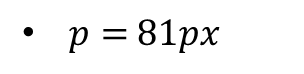 • p = 81px